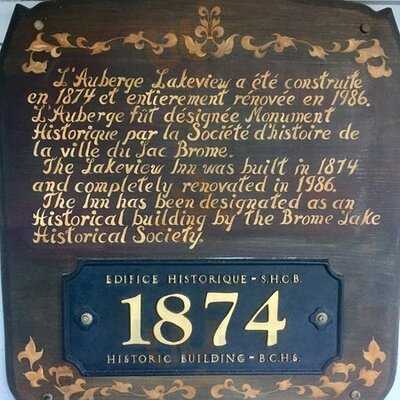 L'Auberge Lakeview a été construite
en 1874 et entièrement rénovée en 1986.
L'Auberge fût désignée Monument
Historique par la Société d'histoire de
la ville du Lac Brome.
The Lakeview Inn was built in 1874
and completely renovated in 1986.
The Inn has been designated as an
Historical building by The Brome Lake
Historical Society.
EDIFICE HISTORIQUE - S.H.C.B.
1874
HISTORIC BUILDING - B.C.H.S.